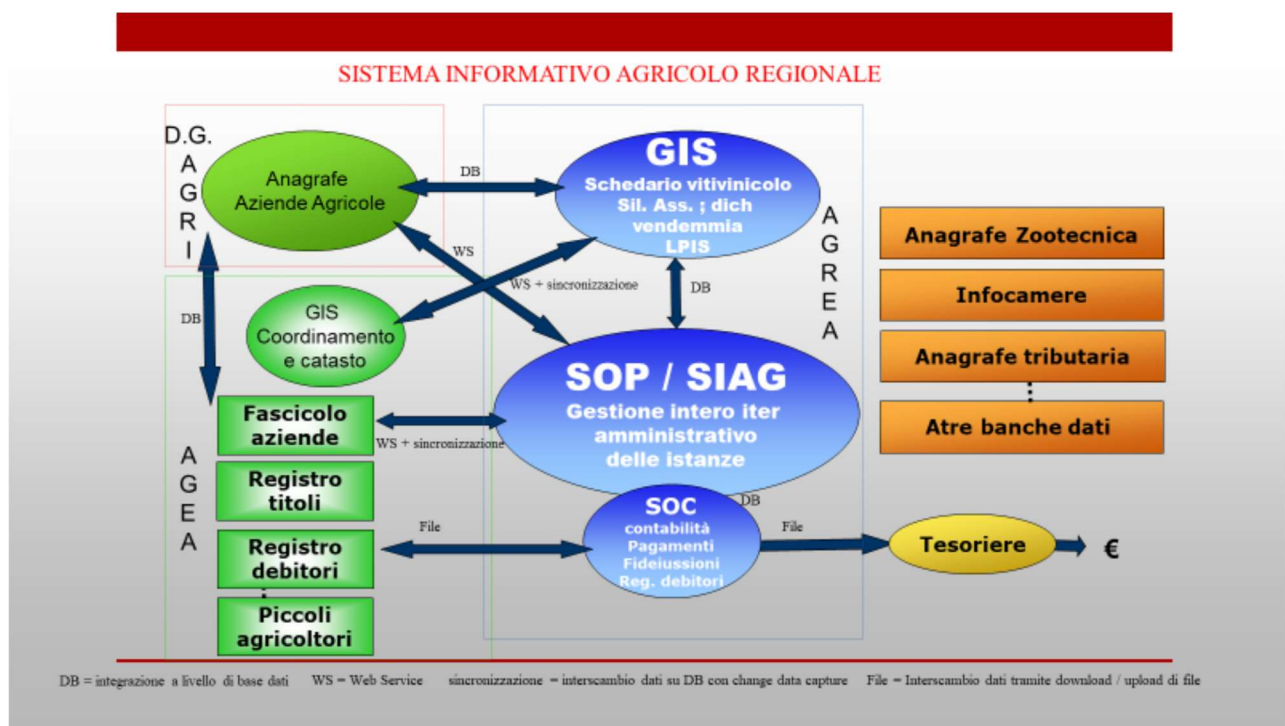 SISTEMA INFORMATIVO AGRICOLO REGIONALE
D.G.
A
G
R
I
Anagrafe
Aziende Agricole
DB
GIS
Schedario vitivinicolo
Sil. Ass. ; dich
vendemmia
LPIS
A
G
R
E
A
Anagrafe Zootecnica
Infocamere
Anagrafe tributaria
Atre banche dati
WS
WS + sincronizzazione
DB
DB
GIS
Coordinamento
e catasto
SOP / SIAG
Gestione intero iter
amministrativo
delle istanze
A
G
E
A
Fascicolo
aziende
WS + sincronizzazione
Registro
titoli
Registro
debitori
Piccoli
agricoltori
File
DB
SOC
contabilità
Pagamenti
Fideiussioni
Reg. debitori
File
Tesoriere
€
DB = integrazione a livello di base dati
WS = Web Service
sincronizzazione = interscambio dati su DB con change data capture
File = Interscambio dati tramite download / upload di file